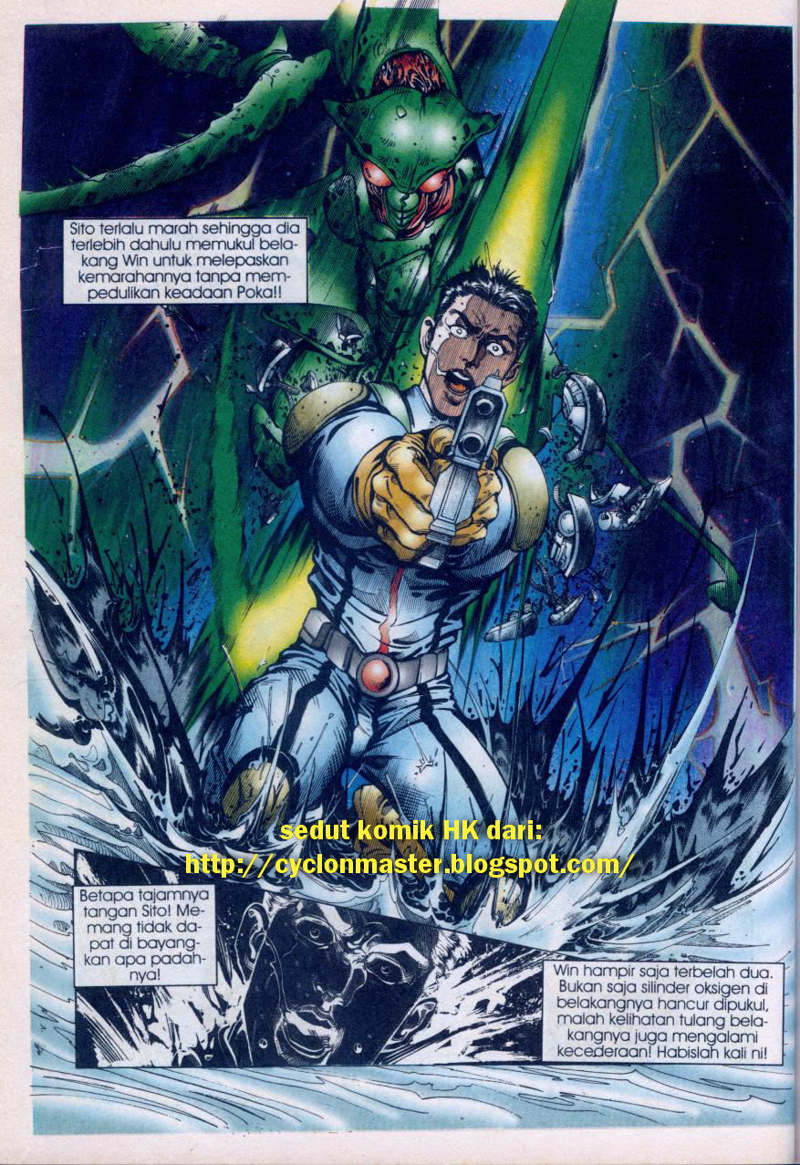 Sito terlalu marah sehingga dia
terlebih dahulu memukul bela-
kang Win untuk melepaskan
kemarahannya tanpa mem-
pedulikan keadaan Poka!!
sedut komik HK dari:
http://cyclonmaster.blogspot.com/
Betapa tajamnya
tangan Sito! Me-
mang tidak da-
pat di bayang-
kan apa padah-
nya!
Win hampir saja terbelah dua.
Bukan saja silinder oksigen di
belakangnya hancur dipukul,
malah kelihatan tulang bela-
kangnya juga mengalami
kecederaan! Habislah kali ni!